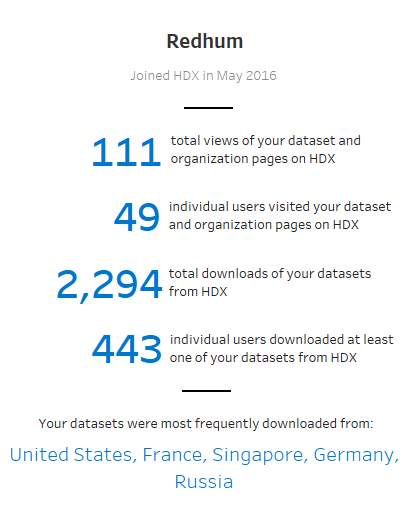 Redhum
Joined HDX in May 2016
111 total views of your dataset and
organization pages on HDX
49 individual users visited your dataset
and organization pages on HDX
2,294 total downloads of your datasets
from HDX
443 individual users downloaded at least
one of your datasets from HDX
Your datasets were most frequently downloaded from:
United States, France, Singapore, Germany,
Russia